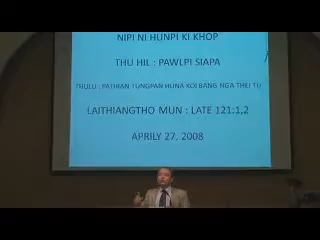 NIPI NI HUNPI KI KHOP
THU HIL : PAWLPI SIAPA
THULU : PATHIAN TUNGPAN HUNA KOI BANG NGA THEI TU
LAITHIANGTHO MUN : LATE 121:1,2
APRILY 27, 2008